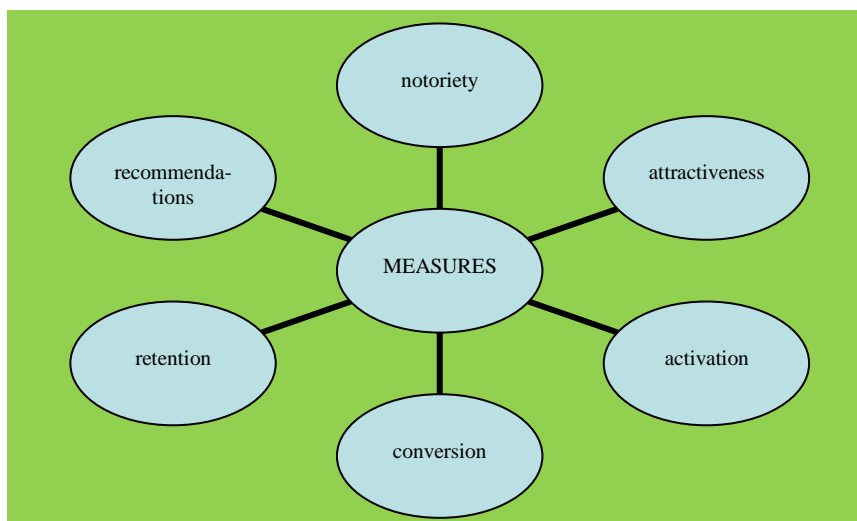 notoriety
recommenda-
tions
attractiveness
MEASURES
retention
activation
conversion